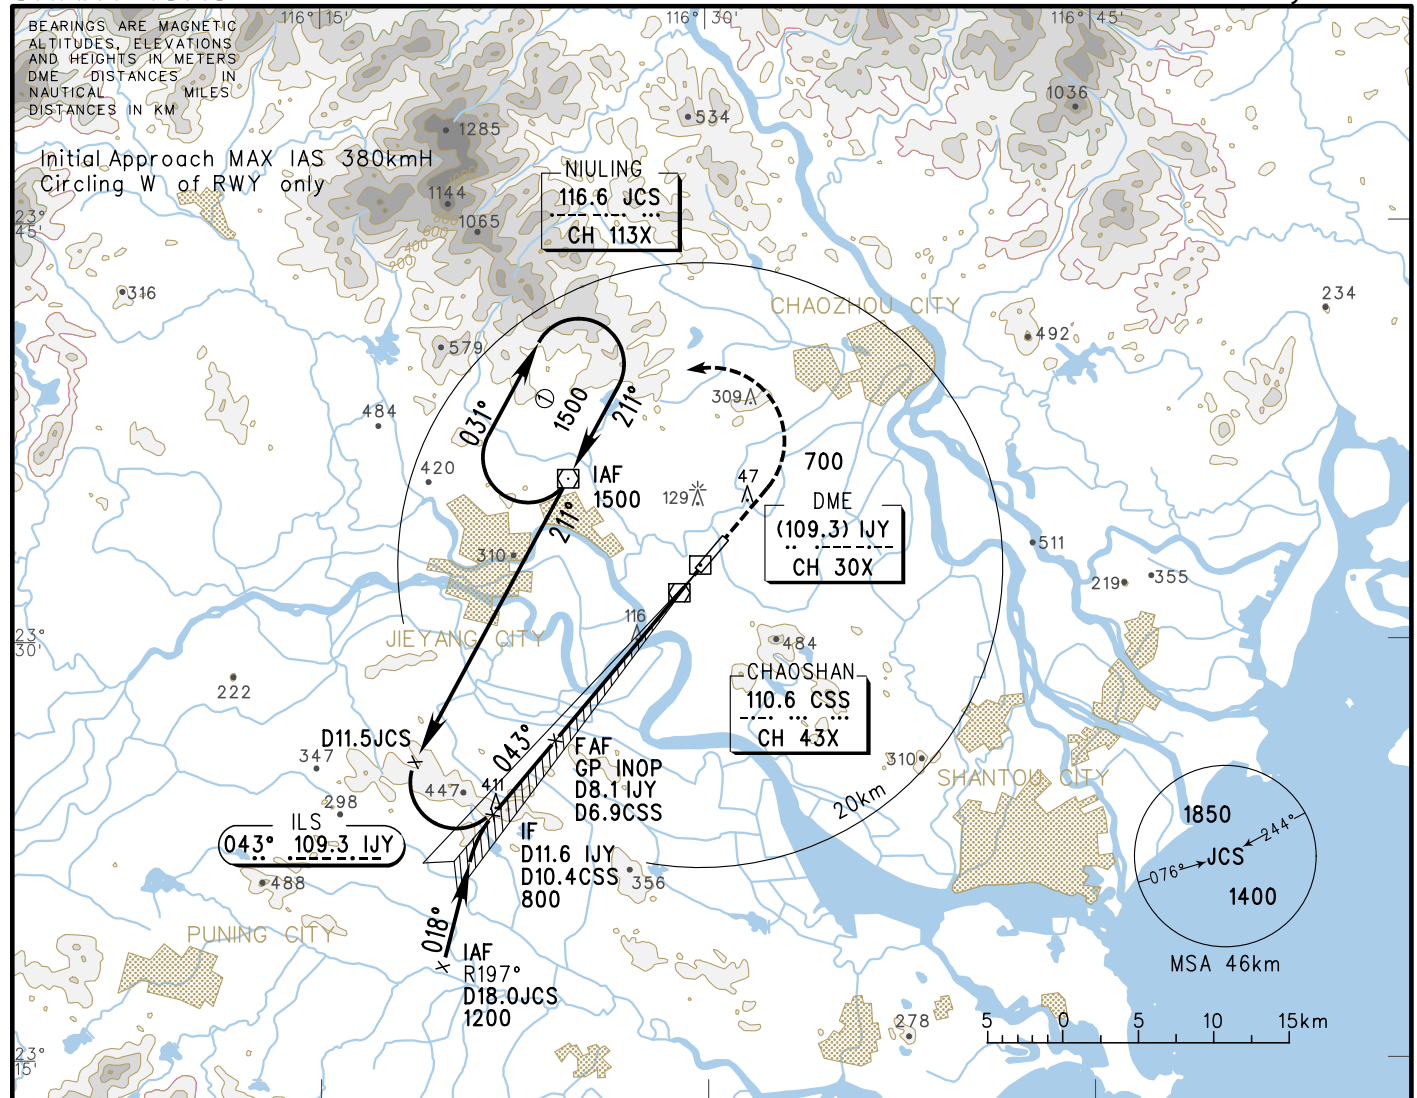 116°15'
116°30'
116°45'
BEARINGS ARE MAGNETIC
ALTITUDES, ELEVATIONS
AND HEIGHTS IN METERS
DME DISTANCES IN
NAUTICAL MILES
DISTANCES IN KM
Initial Approach MAX IAS 380kmH
Circling W of RWY only
1285
534
1036
1144
1065
600
400
200
NIULING
116.6 JCS
CH 113X
23°
45'
316
CHAOZHOU CITY
234
492
579
309
031°
1
1500
211°
484
420
IAF
1500
211°
700
47
129
DME
(109.3) IJY
CH 30X
310
511
219
355
116
JIEYANG CITY
23°
30'
484
CHAOSHAN
110.6 CSS
CH 43X
222
D11.5JCS
043°
FAF
GP INOP
D8.1 IJY
D6.9CSS
347
447
411
298
310
SHANTOU CITY
20km
ILS
043° 109.3 IJY
IF
D11.6 IJY
D10.4CSS
800
488
356
1850
244°
JCS
076°
1400
MSA 46km
018°
PUNING CITY
IAF
R197°
D18.0JCS
1200
278
5 0 5 10 15km
23°
15'